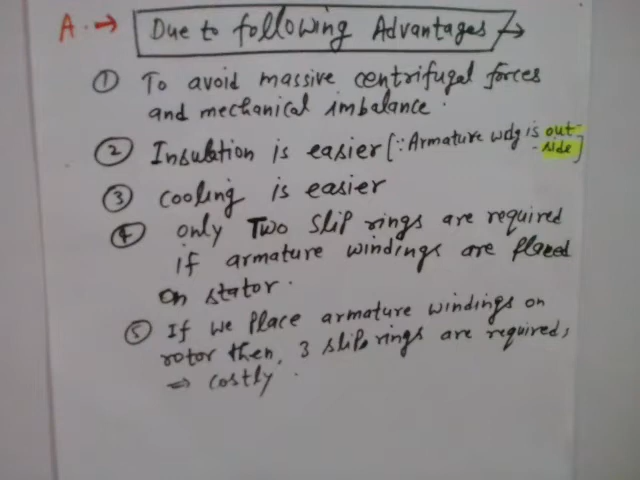 A. → Due to following Advantages →
① To avoid massive centrifugal forces
and mechanical imbalance.
② Insulation is easier [∵ Armature wdg is out-
-side]
③ cooling is easier
④ only Two slip rings are required
if armature windings are placed
on stator.
⑤ If we place armature windings on
rotor then, 3 slip rings are required,
⇒ costly.